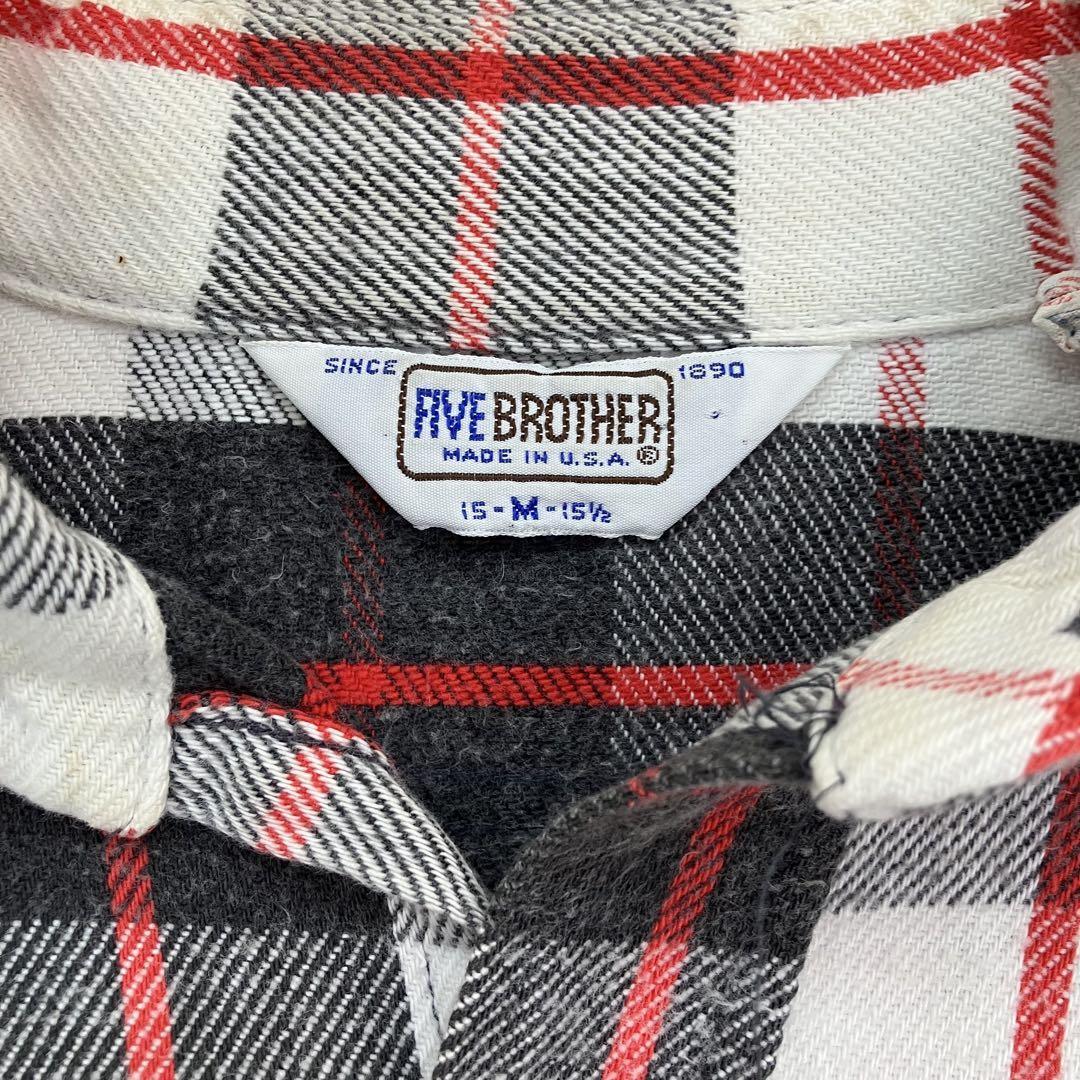 SINCE 1890
FIVE BROTHER
MADE IN U.S.A. ®
15-M-15½